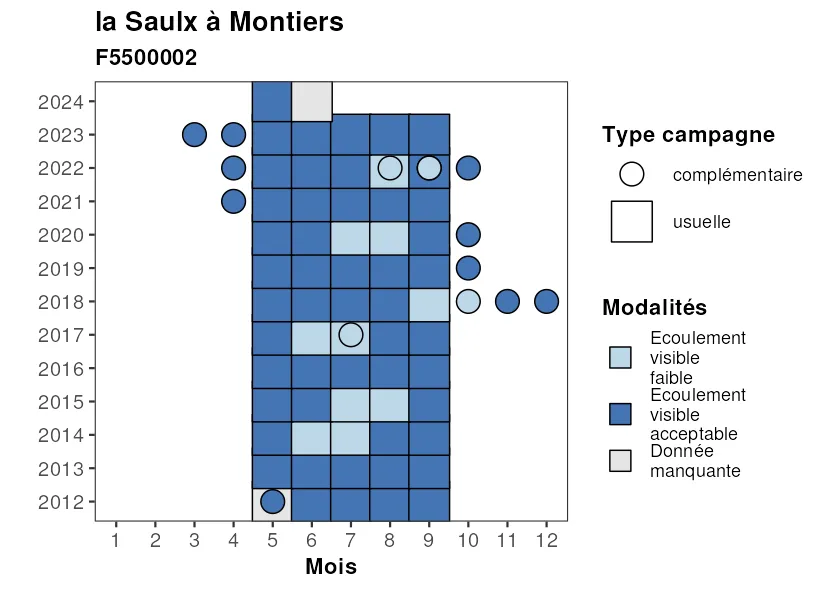 la Saulx à Montiers
F5500002
2024
2023
2022
2021
2020
2019
2018
2017
2016
2015
2014
2013
2012
1 2 3 4 5 6 7 8 9 10 11 12
Mois
Type campagne
complémentaire
usuelle
Modalités
Ecoulement
visible
faible
Ecoulement
visible
acceptable
Donnée
manquante